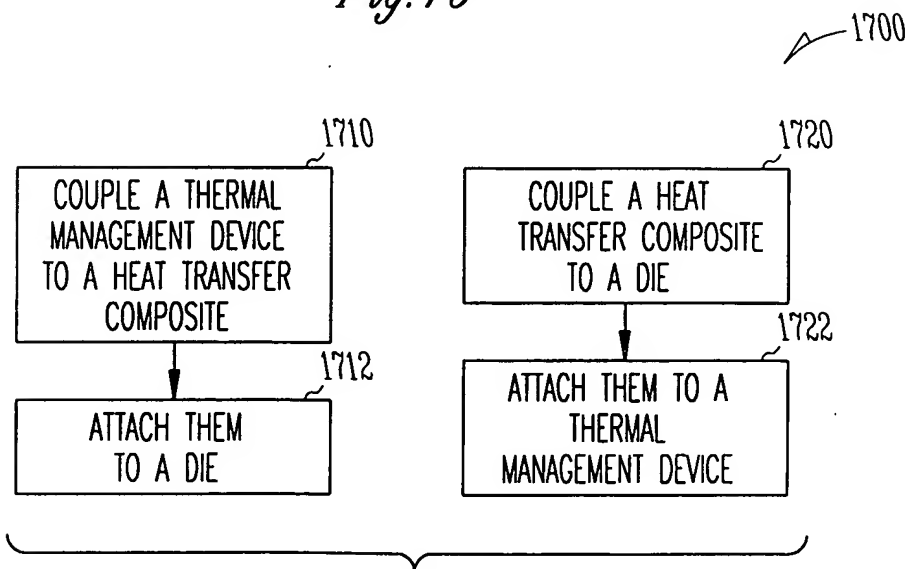 1700
1710
COUPLE A THERMAL
MANAGEMENT DEVICE
TO A HEAT TRANSFER
COMPOSITE
1712
ATTACH THEM
TO A DIE
1720
COUPLE A HEAT
TRANSFER COMPOSITE
TO A DIE
1722
ATTACH THEM TO A
THERMAL
MANAGEMENT DEVICE